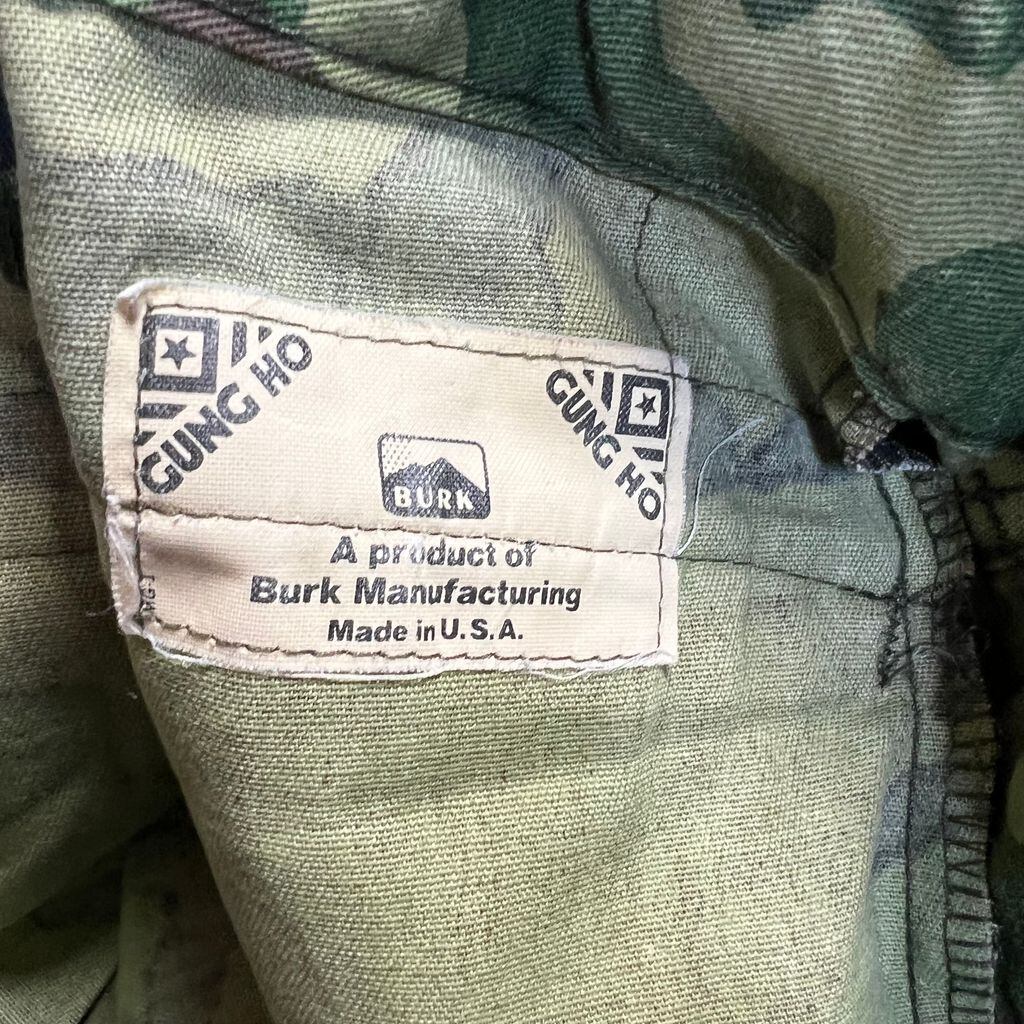 GUNG HO
GUNG HO
BURK
A product of
Burk Manufacturing
Made in U.S.A.